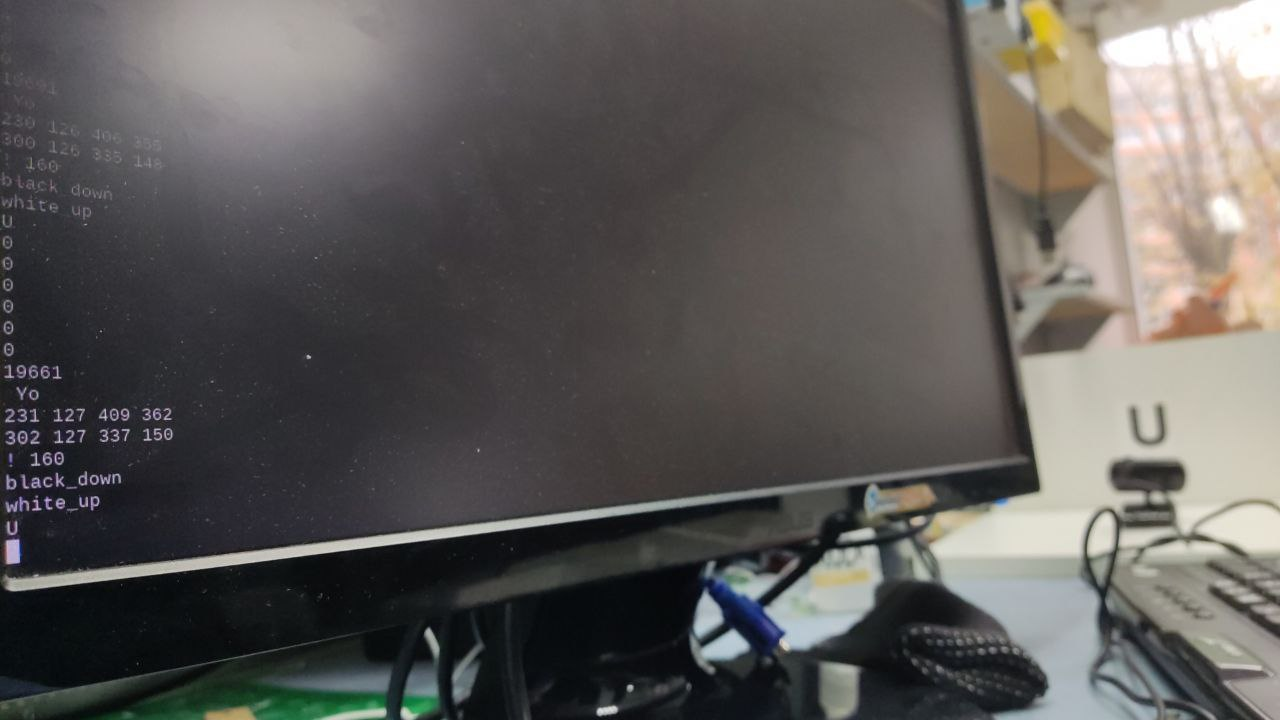 19661
Yo
230 126 406 355
300 126 335 148
! 160
black_down
white_up
U
0
0
0
0
0
0
19661
Yo
231 127 409 362
302 127 337 150
! 160
black_down
white_up
U
U